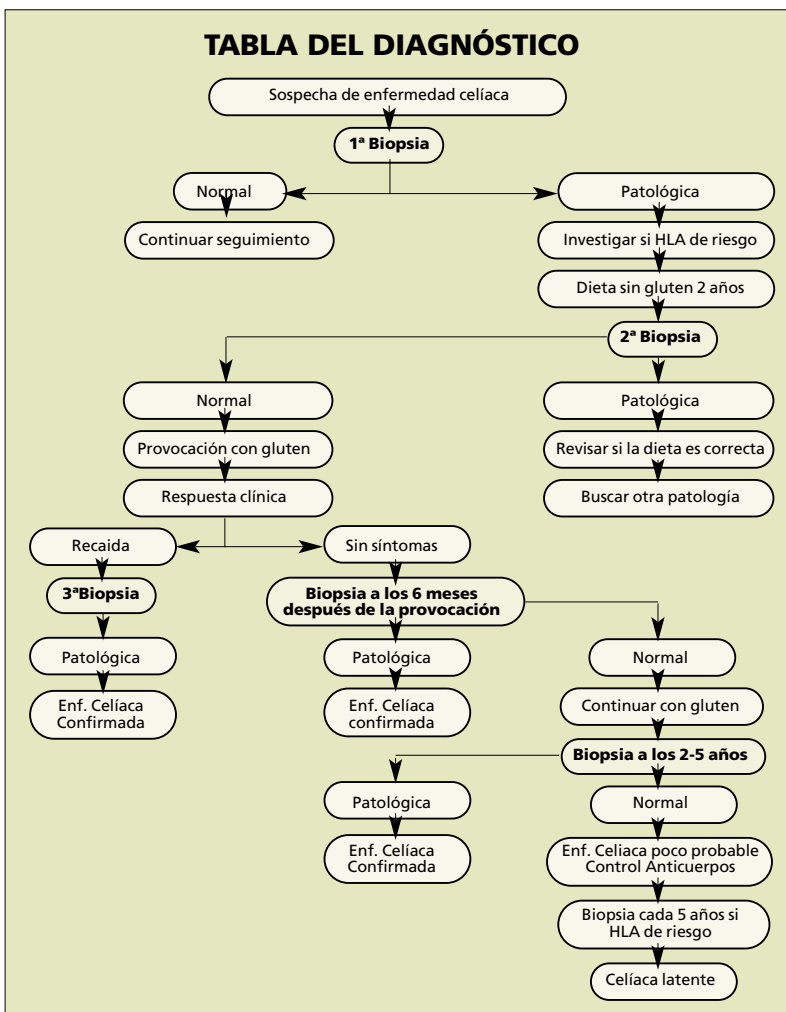 TABLA DEL DIAGNÓSTICO
Sospecha de enfermedad celíaca
1ª Biopsia
Normal
Patológica
Continuar seguimiento
Investigar si HLA de riesgo
Dieta sin gluten 2 años
2ª Biopsia
Normal
Patológica
Provocación con gluten
Revisar si la dieta es correcta
Respuesta clínica
Buscar otra patología
Recaida
Sin síntomas
3ªBiopsia
Biopsia a los 6 meses
después de la provocación
Patológica
Patológica
Normal
Enf. Celíaca
Confirmada
Enf. Celíaca
confirmada
Continuar con gluten
Biopsia a los 2-5 años
Patológica
Normal
Enf. Celíaca
Confirmada
Enf. Celiaca poco probable
Control Anticuerpos
Biopsia cada 5 años si
HLA de riesgo
Celíaca latente